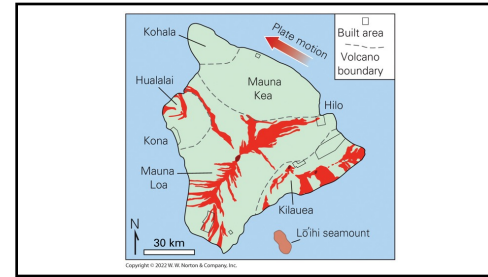 Kohala
Plate motion
Built area
Volcano
boundary
Hualalai
Mauna
Kea
Hilo
Kona
Mauna
Loa
Kilauea
N
30 km
Lō'ihi seamount
Copyright © 2022 W. W. Norton & Company, Inc.